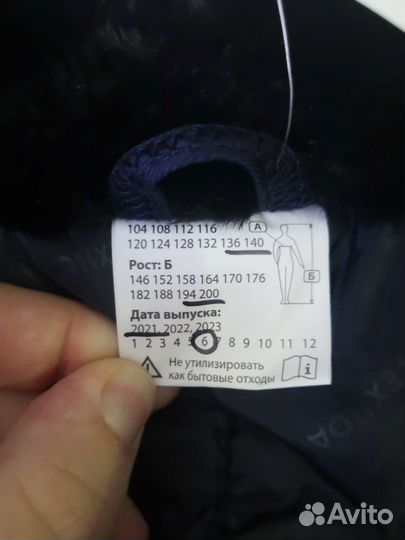 104 108 112 116
120 124 128 132 136 140
А
Рост: Б
146 152 158 164 170 176
182 188 194 200
Б
Дата выпуска:
2021, 2022, 2023
1 2 3 4 5 6 7 8 9 10 11 12
Не утилизировать
как бытовые отходы
i
Avito